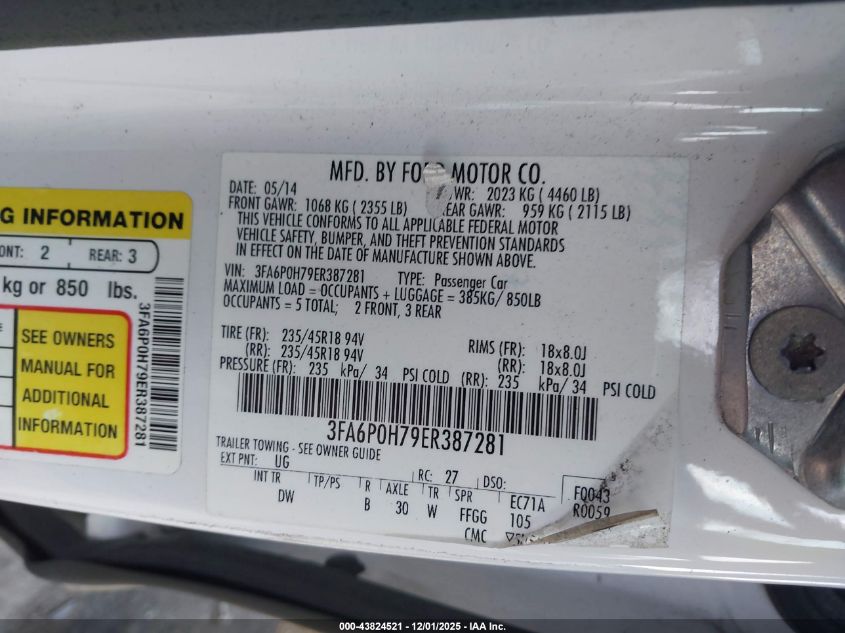 MFD. BY FORD MOTOR CO.
DATE: 05/14 GVWR: 2023 KG ( 4460 LB)
FRONT GAWR: 1068 KG ( 2355 LB) REAR GAWR: 959 KG ( 2115 LB)
THIS VEHICLE CONFORMS TO ALL APPLICABLE FEDERAL MOTOR
VEHICLE SAFETY, BUMPER, AND THEFT PREVENTION STANDARDS
IN EFFECT ON THE DATE OF MANUFACTURE SHOWN ABOVE.
VIN: 3FA6P0H79ER387281 TYPE: Passenger Car
MAXIMUM LOAD = OCCUPANTS + LUGGAGE = 385KG/ 850LB
OCCUPANTS = 5 TOTAL; 2 FRONT, 3 REAR
TIRE (FR): 235/45R18 94V RIMS (FR): 18x8.0J
(RR): 235/45R18 94V (RR): 18x8.0J
PRESSURE (FR): 235 kPa/ 34 PSI COLD (RR): 235 kPa/ 34 PSI COLD
3FA6P0H79ER387281
TRAILER TOWING - SEE OWNER GUIDE
EXT PNT: UG RC: 27 DSO: FQ043
INT TR TP/PS R AXLE TR SPR EC71A R0059
DW B 30 W FFGG 105
CMC
G INFORMATION
ONT: 2 REAR: 3
kg or 850 lbs.
SEE OWNERS
MANUAL FOR
ADDITIONAL
INFORMATION
3FA6P0H79ER387281
000-43824521 - 12/01/2025 - IAA Inc.